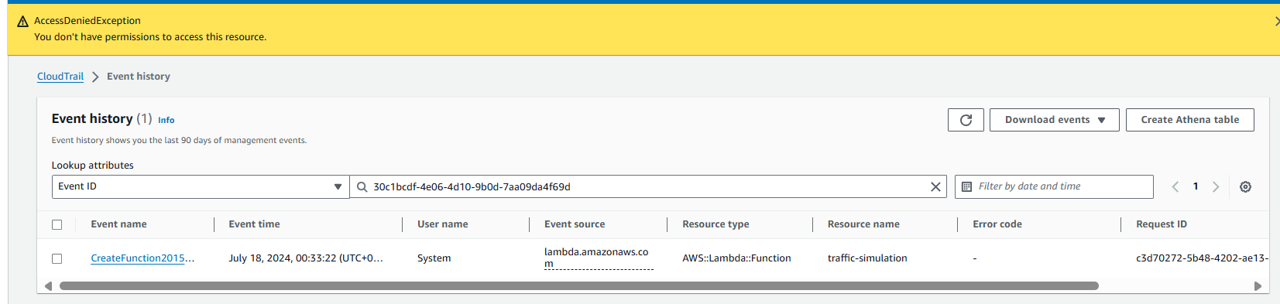 AccessDeniedException
You don't have permissions to access this resource.
CloudTrail > Event history
Event history (1) Info
Download events
Create Athena table
Event history shows you the last 90 days of management events.
Lookup attributes
Event ID
30c1bcdf-4e06-4d10-9b0d-7aa09da4f69d
Filter by date and time
1
Event name Event time User name Event source Resource type Resource name Error code Request ID
CreateFunction2015... July 18, 2024, 00:33:22 (UTC+0... System lambda.amazonaws.co
m AWS::Lambda::Function traffic-simulation - c3d70272-5b48-4202-ae13-